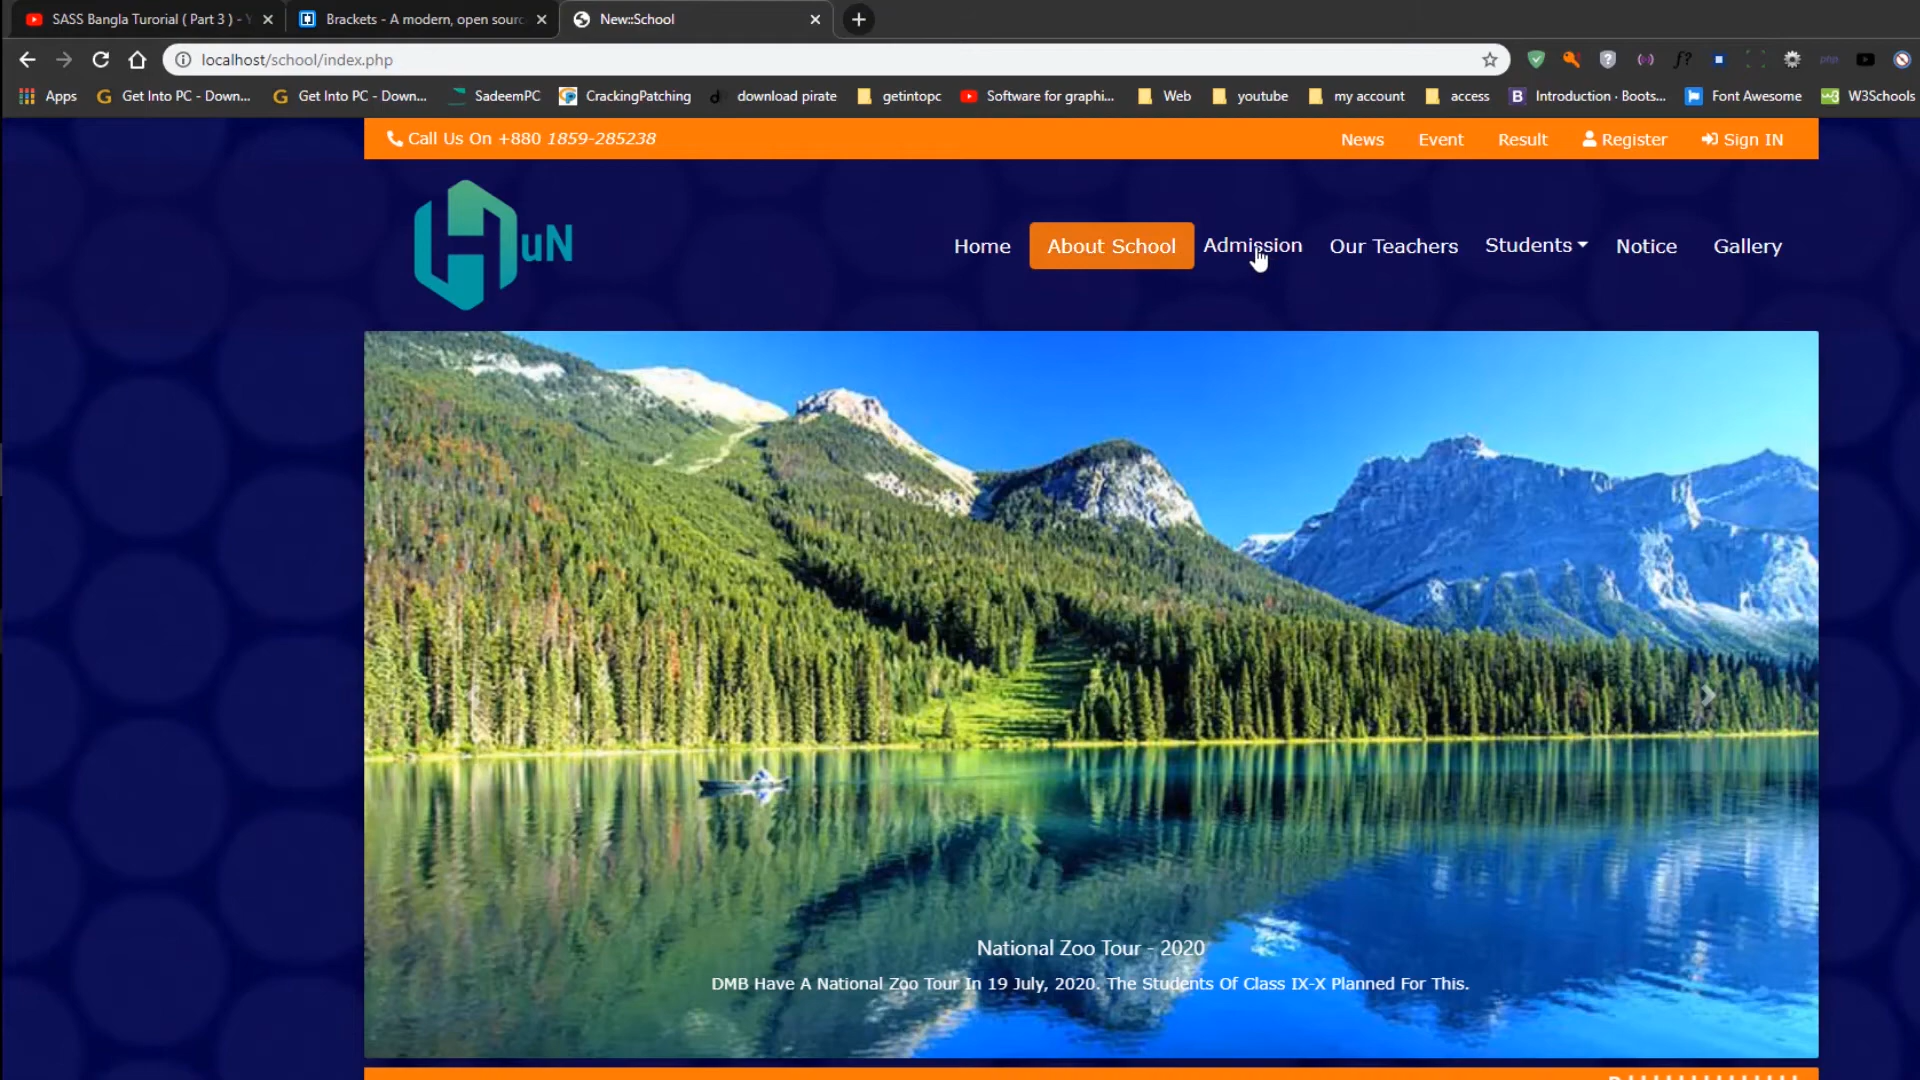 SASS Bangla Turorial ( Part 3 ) - Y
Brackets - A modern, open sourc
New::School
localhost/school/index.php
Apps
Get Into PC - Down...
Get Into PC - Down...
SadeemPC
CrackingPatching
download pirate
getintopc
Software for graphi...
Web
youtube
my account
access
Introduction · Boots...
Font Awesome
W3Schools
Call Us On +880 1859-285238
News
Event
Result
Register
Sign IN
HuN
Home
About School
Admission
Our Teachers
Students
Notice
Gallery
National Zoo Tour - 2020
DMB Have A National Zoo Tour In 19 July, 2020. The Students Of Class IX-X Planned For This.